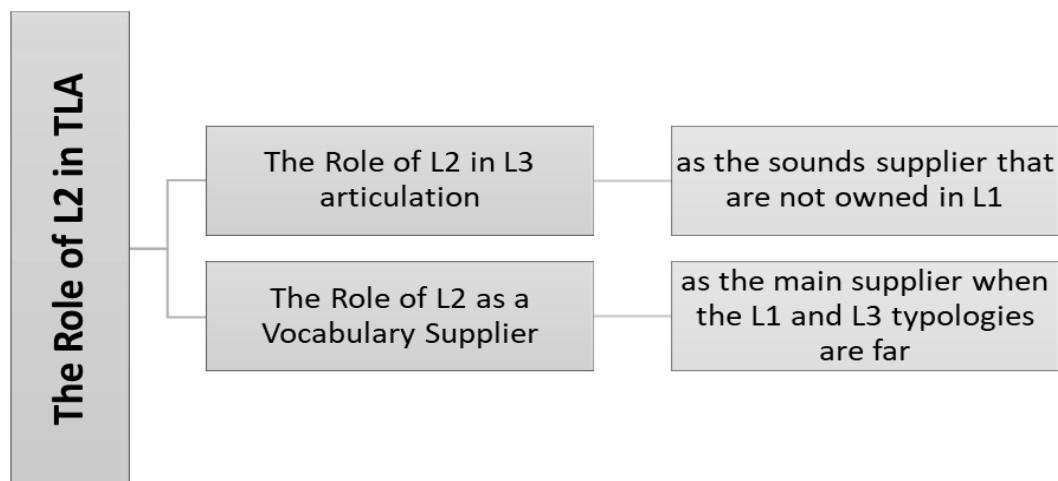 The Role of L2 in TLA
The Role of L2 in L3
articulation
as the sounds supplier that
are not owned in L1
The Role of L2 as a
Vocabulary Supplier
as the main supplier when
the L1 and L3 typologies
are far